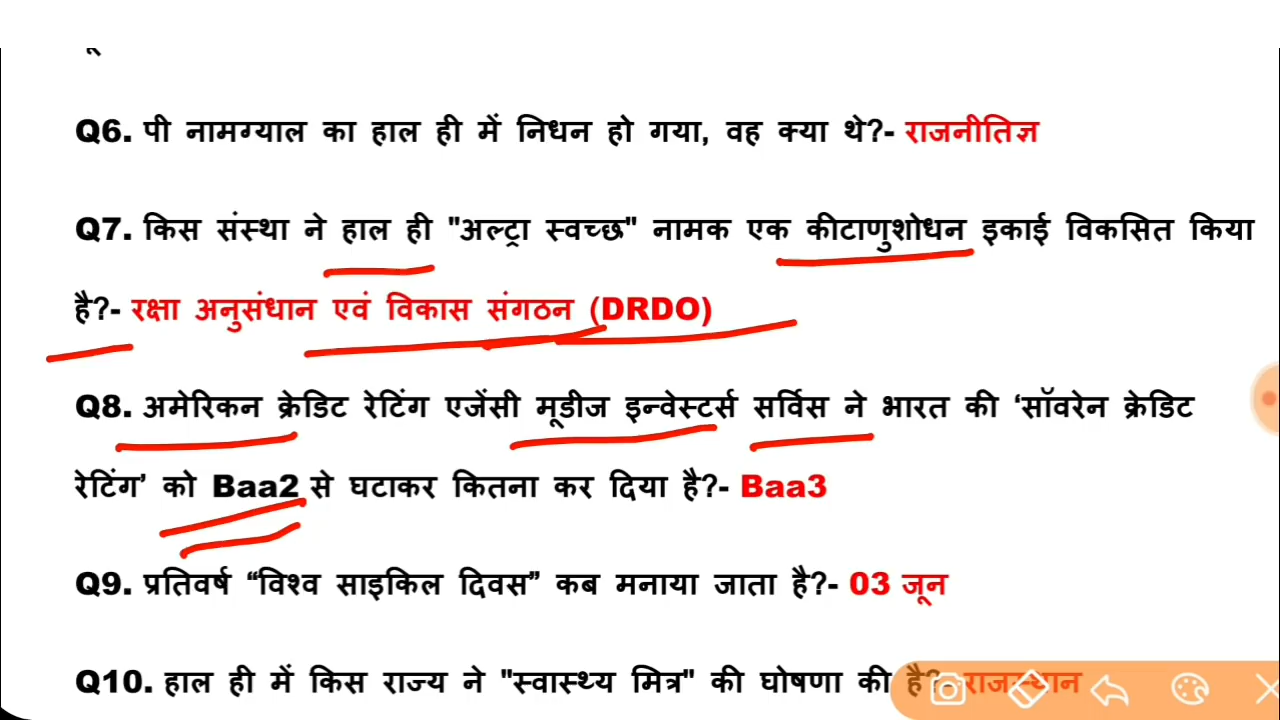 Q6. पी नामग्याल का हाल ही में निधन हो गया, वह क्या थे?- राजनीतिज्ञ
Q7. किस संस्था ने हाल ही "अल्ट्रा स्वच्छ" नामक एक कीटाणुशोधन इकाई विकसित किया
है?- रक्षा अनुसंधान एवं विकास संगठन (DRDO)
Q8. अमेरिकन क्रेडिट रेटिंग एजेंसी मूडीज इन्वेस्टर्स सर्विस ने भारत की ‘सॉवरेन क्रेडिट
रेटिंग’ को Baa2 से घटाकर कितना कर दिया है?- Baa3
Q9. प्रतिवर्ष “विश्व साइकिल दिवस” कब मनाया जाता है?- 03 जून
Q10. हाल ही में किस राज्य ने "स्वास्थ्य मित्र" की घोषणा की है?- राजस्थान